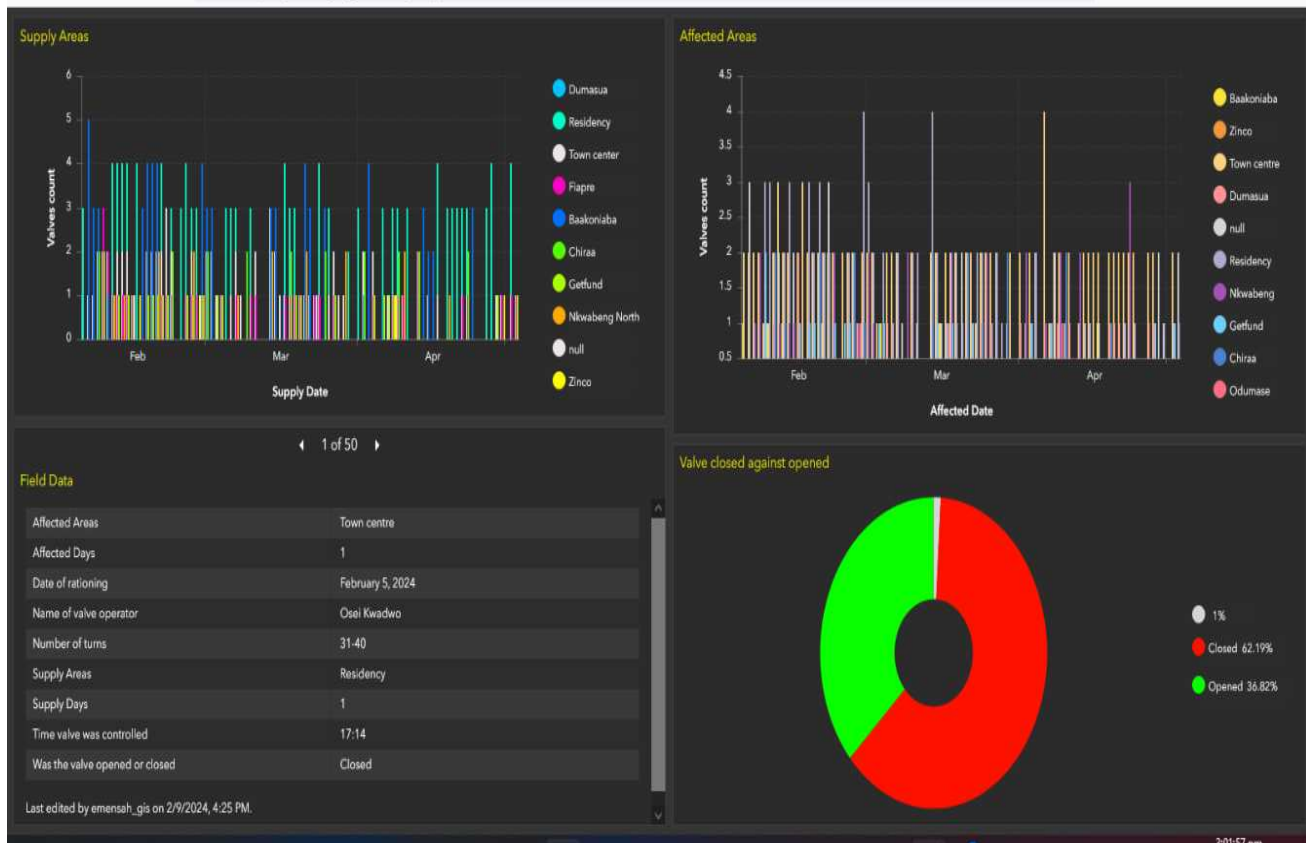 Supply Areas
6
5
4
3
2
1
0
Valves count
Feb Mar Apr
Supply Date
Dumasua
Residency
Town center
Fiapre
Baakoniaba
Chiraa
Getfund
Nkwabeng North
null
Zinco
Affected Areas
4.5
4
3.5
3
2.5
2
1.5
1
0.5
Valves count
Feb Mar Apr
Affected Date
Baakoniaba
Zinco
Town centre
Dumasua
null
Residency
Nkwabeng
Getfund
Chiraa
Odumase
1 of 50
Field Data
Affected Areas Town centre
Affected Days 1
Date of rationing February 5, 2024
Name of valve operator Osei Kwadwo
Number of turns 31-40
Supply Areas Residency
Supply Days 1
Time valve was controlled 17:14
Was the valve opened or closed Closed
Last edited by emensah_gis on 2/9/2024, 4:25 PM.
Valve closed against opened
1%
Closed 62.19%
Opened 36.82%